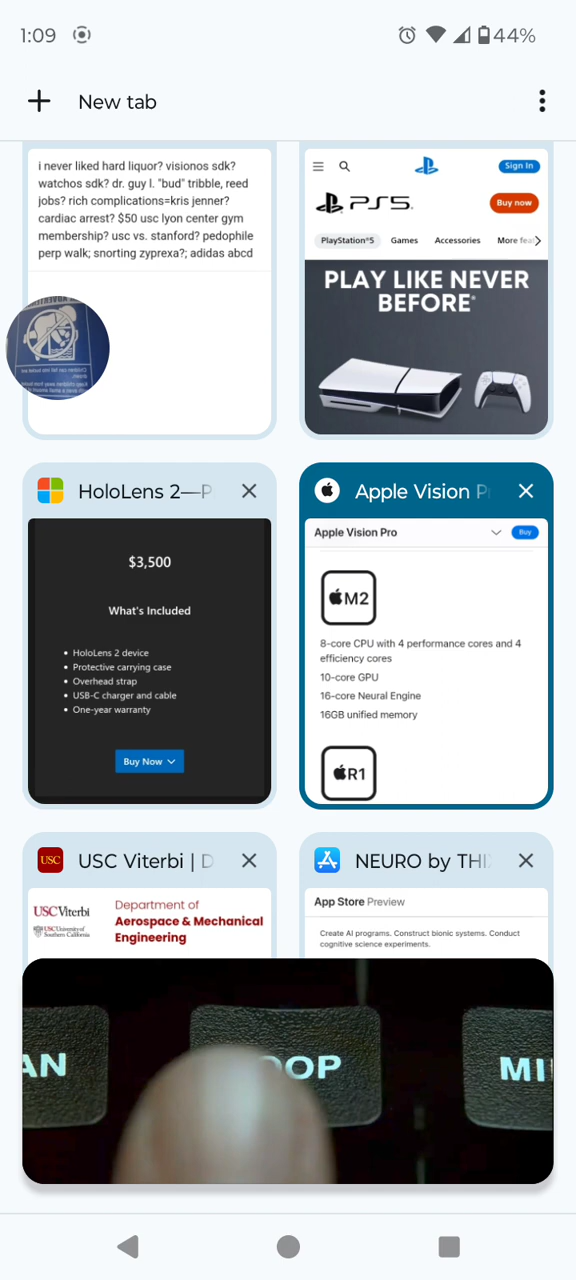 1:09 44%
New tab
i never liked hard liquor? visionos sdk?
watchos sdk? dr. guy l. "bud" tribble, reed
jobs? rich complications=kris jenner?
cardiac arrest? $50 usc lyon center gym
membership? usc vs. stanford? pedophile
perp walk; snorting zyprexa?; adidas abcd
Sign In
PS5
Buy now
PlayStation®5 Games Accessories More fea
PLAY LIKE NEVER
BEFORE
HoloLens 2—P
$3,500
What's Included
HoloLens 2 device
Protective carrying case
Overhead strap
USB-C charger and cable
One-year warranty
Buy Now
Apple Vision P
Apple Vision Pro Buy
M2
8-core CPU with 4 performance cores and 4
efficiency cores
10-core GPU
16-core Neural Engine
16GB unified memory
R1
USC USC Viterbi | D
USCViterbi
USC University of
Southern California
Department of
Aerospace & Mechanical
Engineering
NEURO by THI
App Store Preview
Create AI programs. Construct bionic systems. Conduct
cognitive science experiments.
AN OOP MI